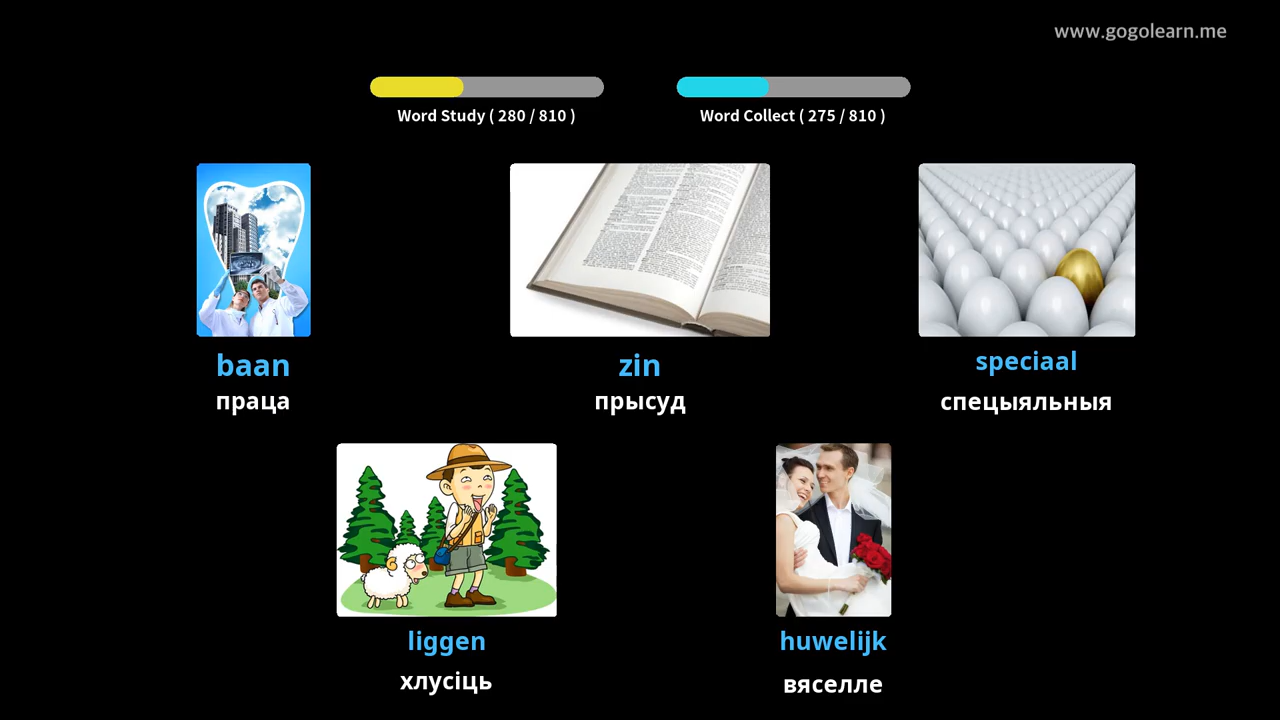 www.gogolearn.me
Word Study ( 280 / 810 )
Word Collect ( 275 / 810 )
baan
праца
zin
прысуд
speciaal
спецыяльныя
liggen
хлусіць
huwelijk
вяселле